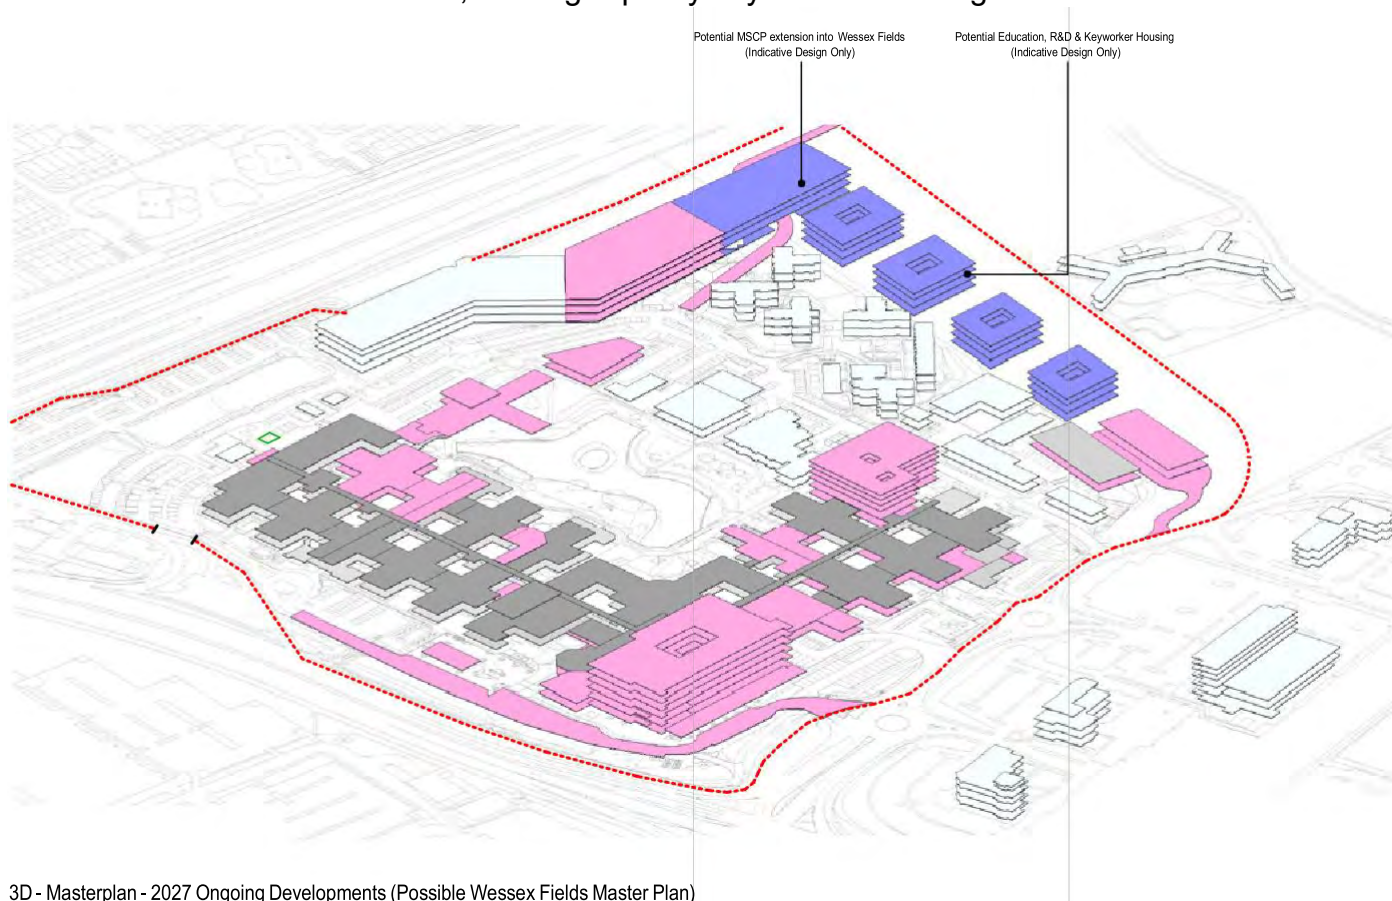 Potential MSCP extension into Wessex Fields
(Indicative Design Only)
Potential Education, R&D & Keyworker Housing
(Indicative Design Only)
3D - Masterplan - 2027 Ongoing Developments (Possible Wessex Fields Master Plan)